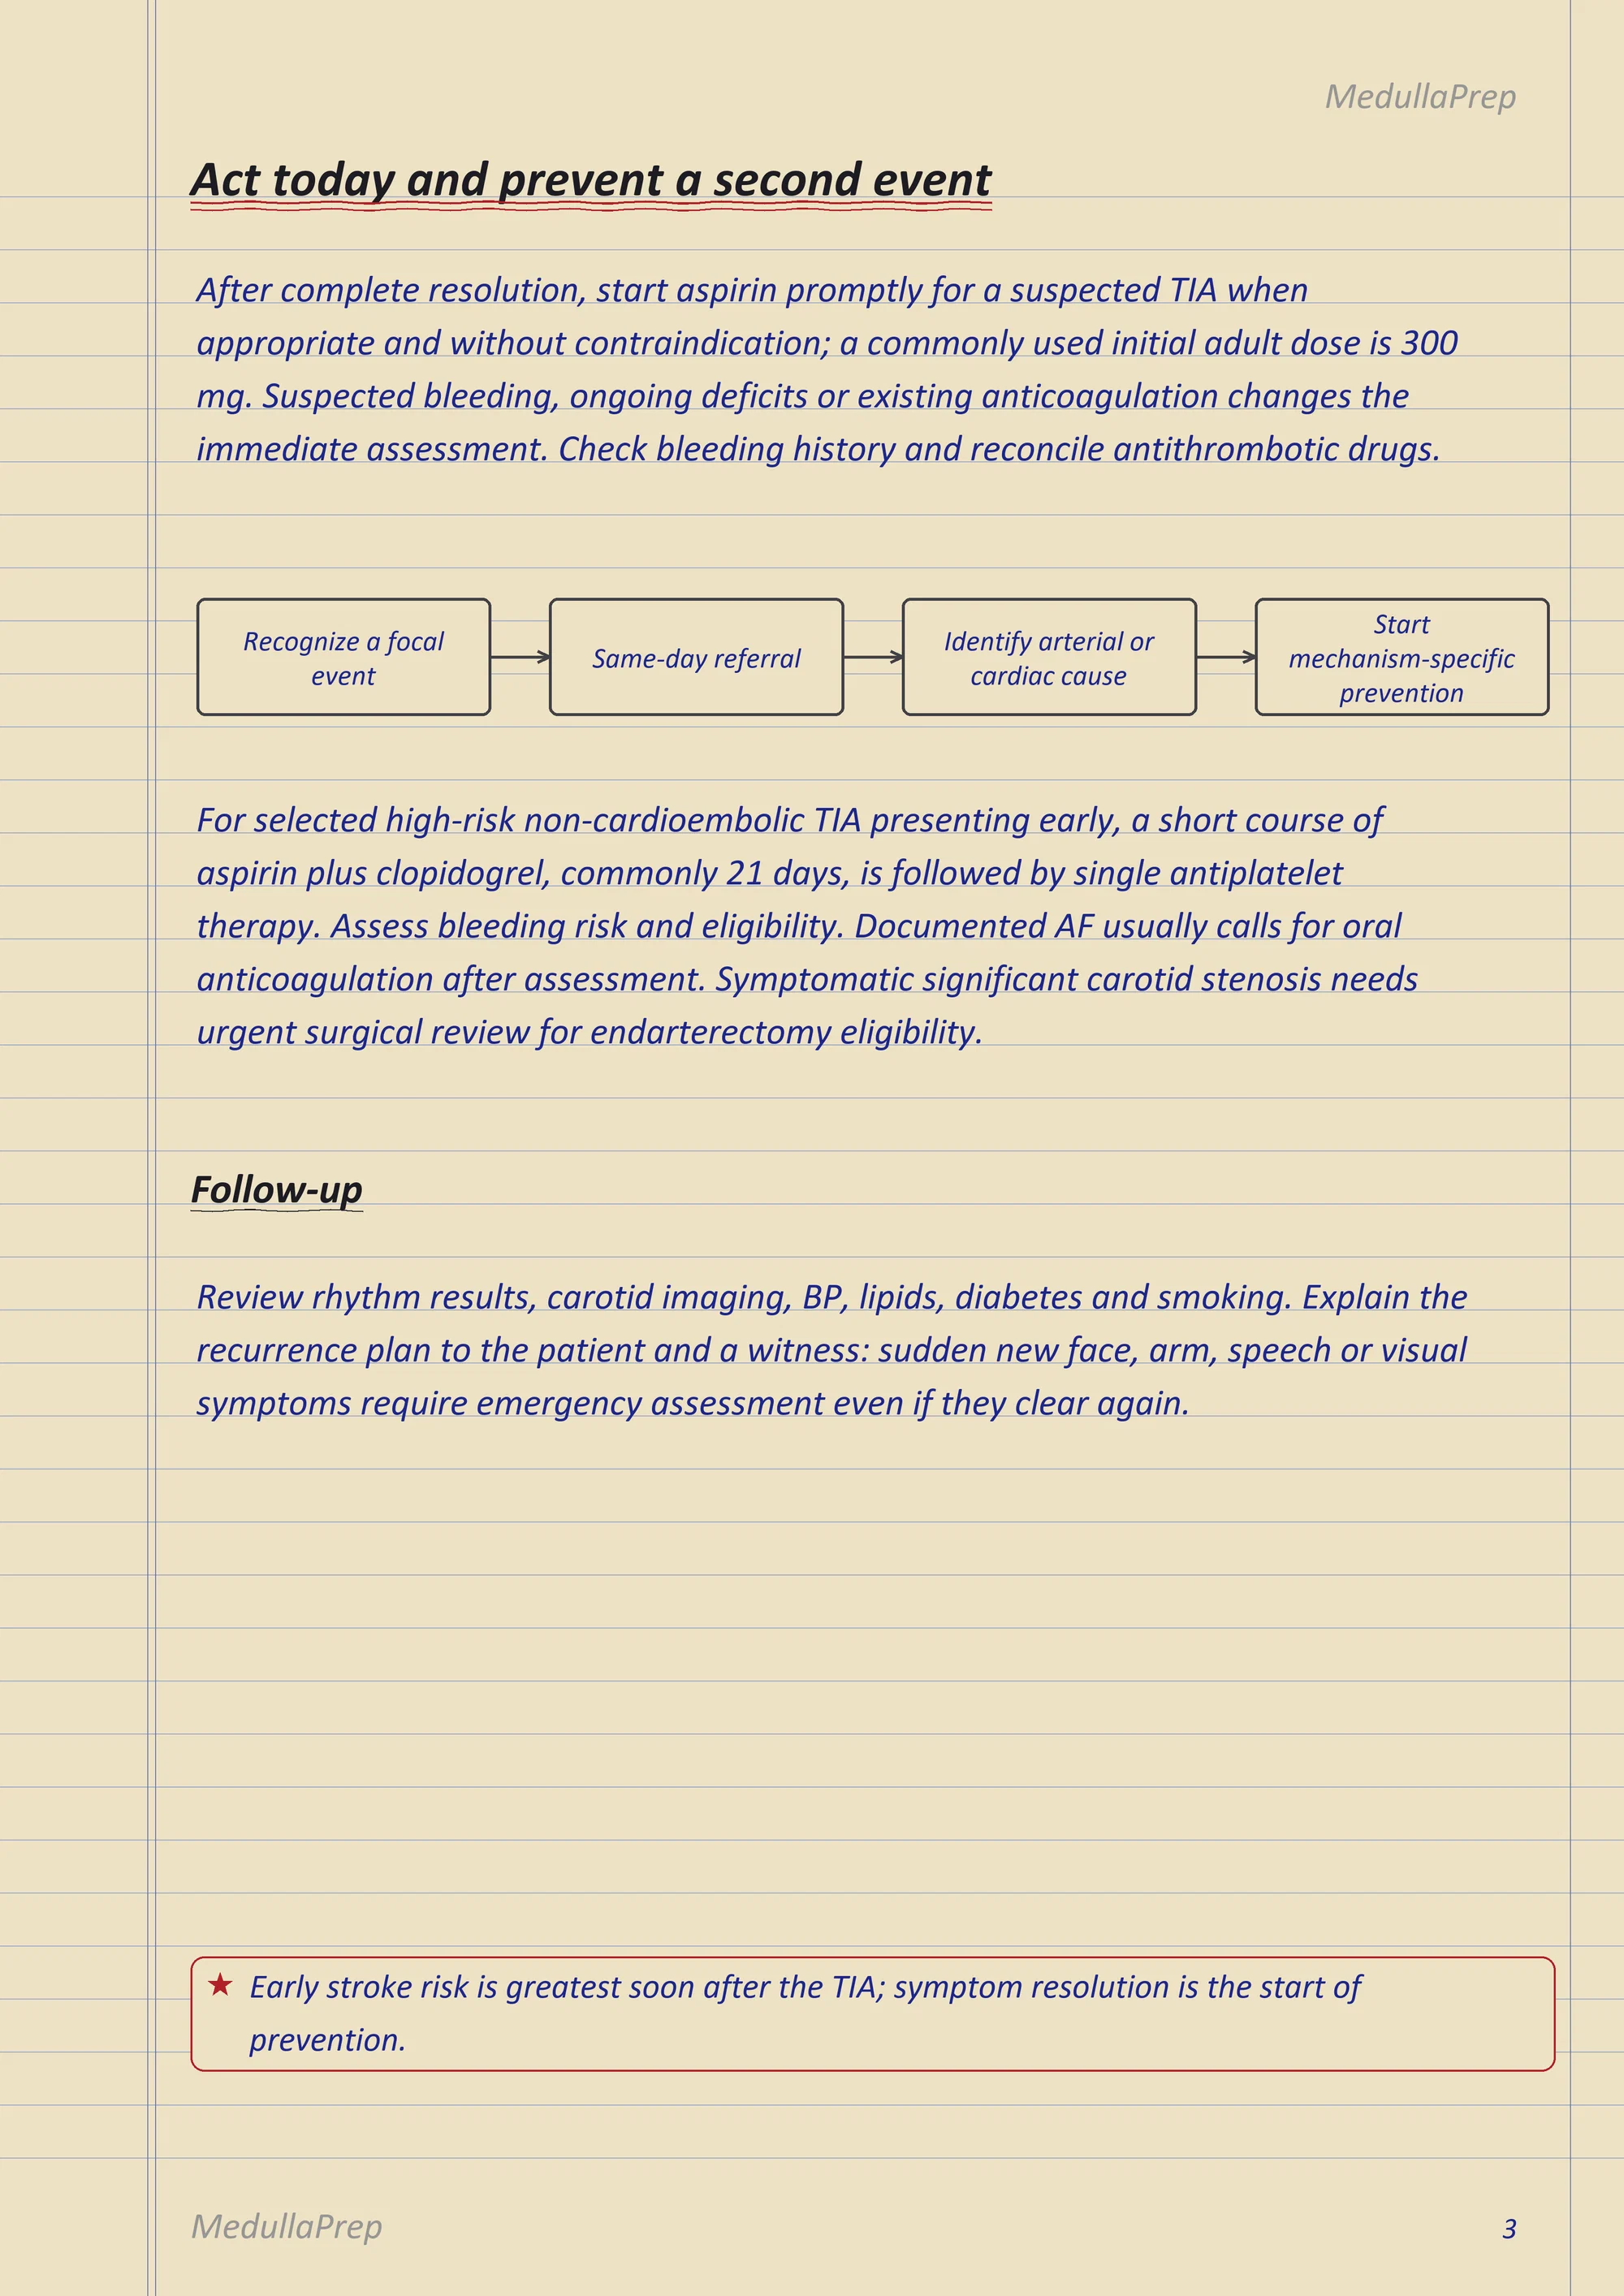 MedullaPrep
Act today and prevent a second event
After complete resolution, start aspirin promptly for a suspected TIA when
appropriate and without contraindication; a commonly used initial adult dose is 300
mg. Suspected bleeding, ongoing deficits or existing anticoagulation changes the
immediate assessment. Check bleeding history and reconcile antithrombotic drugs.
Recognize a focal
event
Same-day referral
Identify arterial or
cardiac cause
Start
mechanism-specific
prevention
For selected high-risk non-cardioembolic TIA presenting early, a short course of
aspirin plus clopidogrel, commonly 21 days, is followed by single antiplatelet
therapy. Assess bleeding risk and eligibility. Documented AF usually calls for oral
anticoagulation after assessment. Symptomatic significant carotid stenosis needs
urgent surgical review for endarterectomy eligibility.
Follow-up
Review rhythm results, carotid imaging, BP, lipids, diabetes and smoking. Explain the
recurrence plan to the patient and a witness: sudden new face, arm, speech or visual
symptoms require emergency assessment even if they clear again.
★ Early stroke risk is greatest soon after the TIA; symptom resolution is the start of
prevention.
MedullaPrep
3